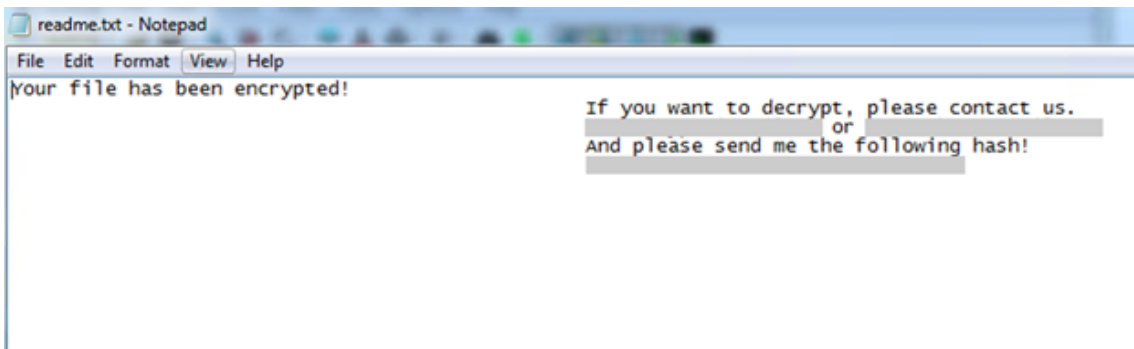 readme.txt - Notepad
File Edit Format View Help
Your file has been encrypted!
If you want to decrypt, please contact us.
or
And please send me the following hash!